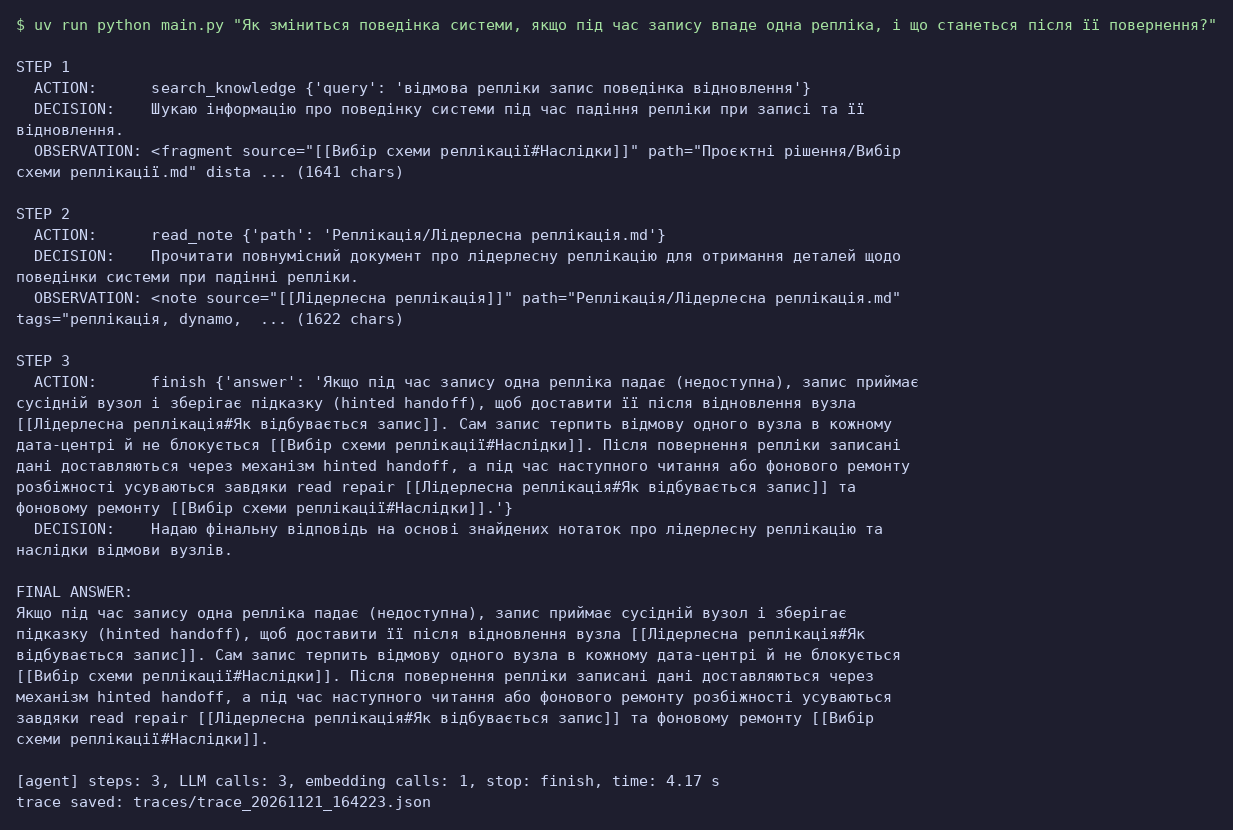 $ uv run python main.py "Як зміниться поведінка системи, якщо під час запису впаде одна репліка, і що станеться після її повернення?"
STEP 1
ACTION: search_knowledge {'query': 'відмова репліки запис поведінка відновлення'}
DECISION: Шукаю інформацію про поведінку системи під час падіння репліки при записі та її
відновлення.
OBSERVATION: <fragment source="[[Вибір схеми реплікації#Наслідки]]" path="Проєктні рішення/Вибір
схеми реплікації.md" dista ... (1641 chars)
STEP 2
ACTION: read_note {'path': 'Реплікація/Лідерлесна реплікація.md'}
DECISION: Прочитати повнумісний документ про лідерлесну реплікацію для отримання деталей щодо
поведінки системи при падінні репліки.
OBSERVATION: <note source="[[Лідерлесна реплікація]]" path="Реплікація/Лідерлесна реплікація.md"
tags="реплікація, dynamo,  ... (1622 chars)
STEP 3
ACTION: finish {'answer': 'Якщо під час запису одна репліка падає (недоступна), запис приймає
сусідній вузол і зберігає підказку (hinted handoff), щоб доставити її після відновлення вузла
[[Лідерлесна реплікація#Як відбувається запис]]. Сам запис терпить відмову одного вузла в кожному
дата-центрі й не блокується [[Вибір схеми реплікації#Наслідки]]. Після повернення репліки записані
дані доставляються через механізм hinted handoff, а під час наступного читання або фонового ремонту
розбіжності усуваються завдяки read repair [[Лідерлесна реплікація#Як відбувається запис]] та
фоновому ремонту [[Вибір схеми реплікації#Наслідки]].'}
DECISION: Надаю фінальну відповідь на основі знайдених нотаток про лідерлесну реплікацію та
наслідки відмови вузлів.
FINAL ANSWER:
Якщо під час запису одна репліка падає (недоступна), запис приймає сусідній вузол і зберігає
підказку (hinted handoff), щоб доставити її після відновлення вузла [[Лідерлесна реплікація#Як
відбувається запис]]. Сам запис терпить відмову одного вузла в кожному дата-центрі й не блокується
[[Вибір схеми реплікації#Наслідки]]. Після повернення репліки записані дані доставляються через
механізм hinted handoff, а під час наступного читання або фонового ремонту розбіжності усуваються
завдяки read repair [[Лідерлесна реплікація#Як відбувається запис]] та фоновому ремонту [[Вибір
схеми реплікації#Наслідки]].
[agent] steps: 3, LLM calls: 3, embedding calls: 1, stop: finish, time: 4.17 s
trace saved: traces/trace_20261121_164223.json